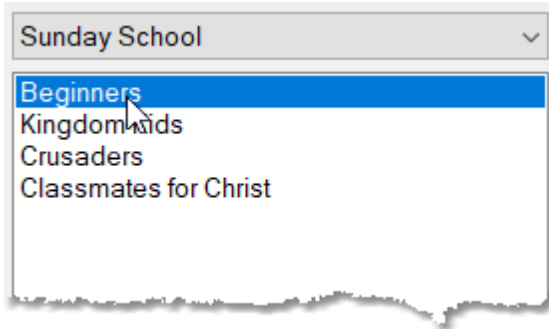 Sunday School
Beginners
Kingdom Kids
Crusaders
Classmates for Christ